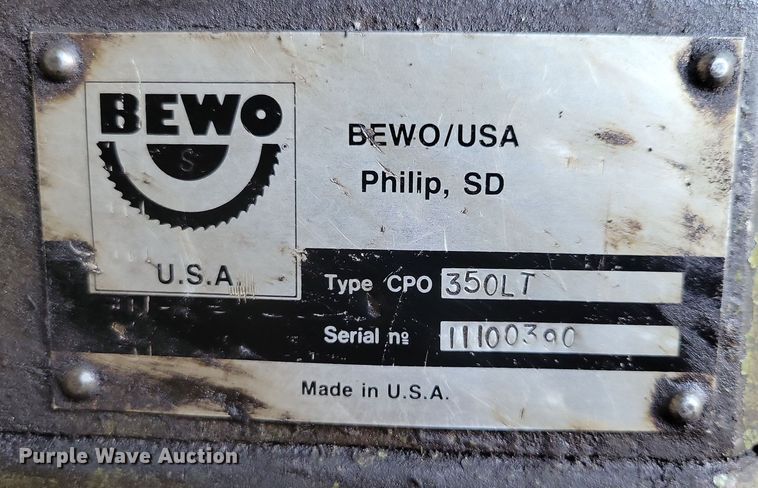 BEWO
S
U.S.A.
BEWO/USA
Philip, SD
Type CPO 350LT
Serial nº 11100390
Made in U.S.A.
Purple Wave Auction